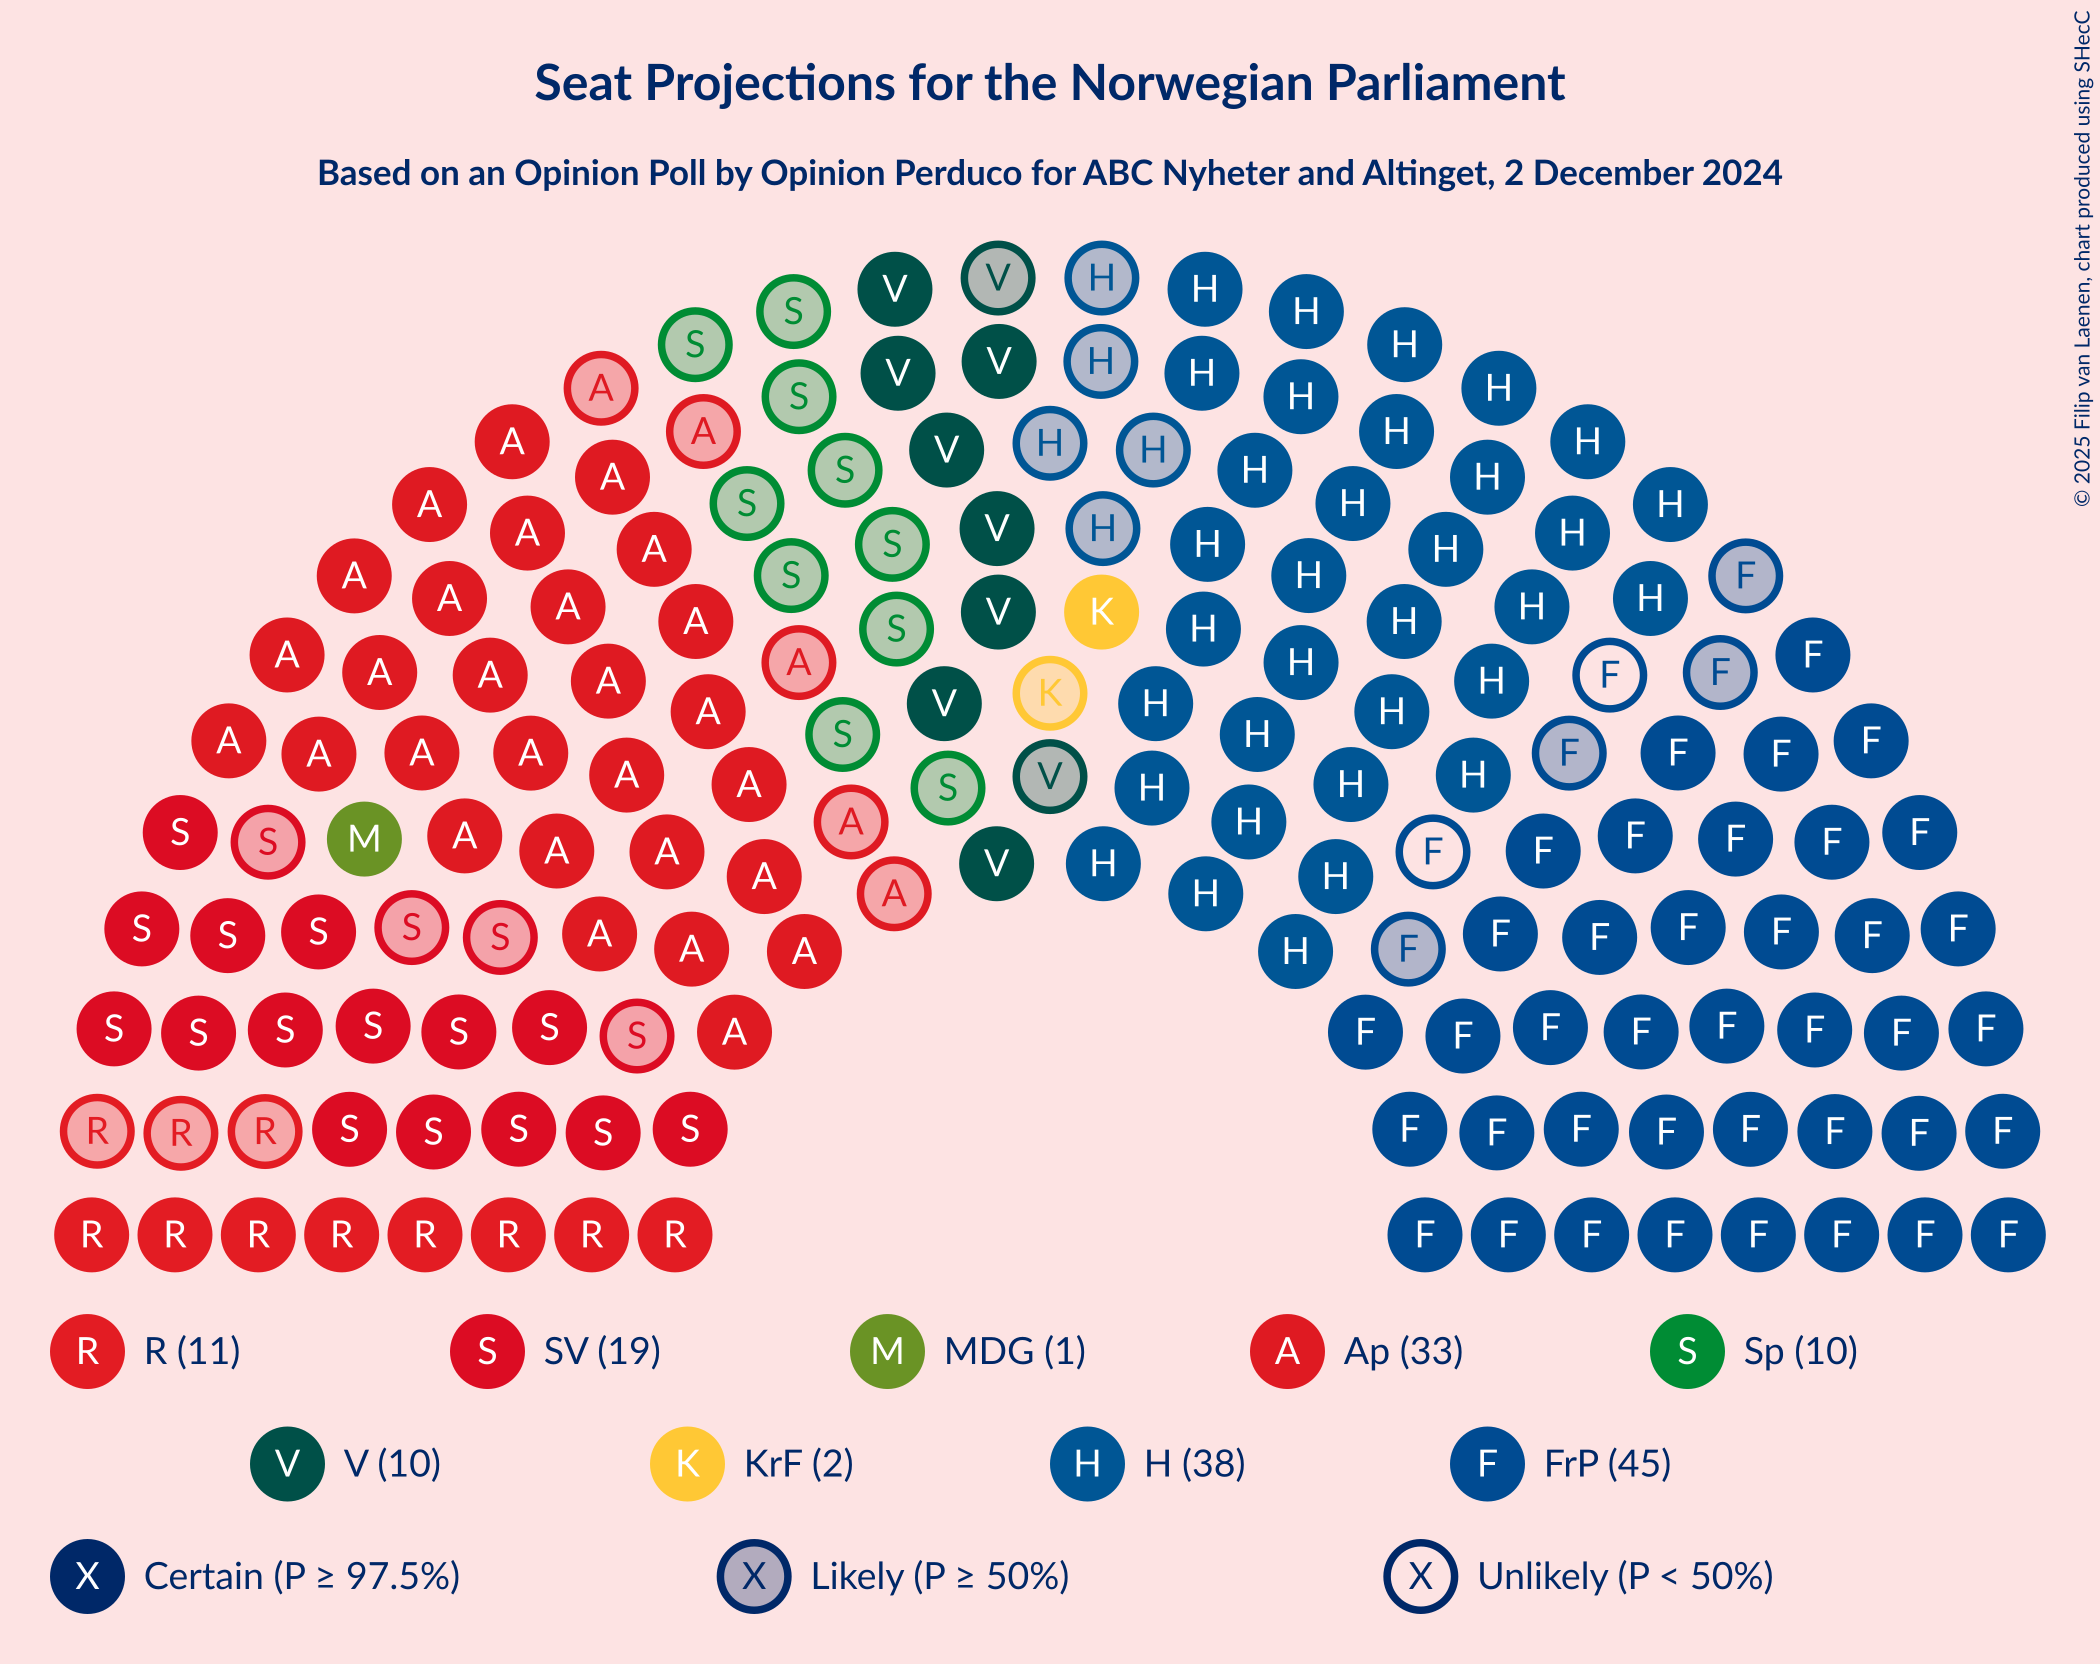 Seat Projections for the Norwegian Parliament
Based on an Opinion Poll by Opinion Perduco for ABC Nyheter and Altinget, 2 December 2024
© 2025 Filip van Laenen, chart produced using SHecC
V V H H
S S H H
A S V V H H H H H
A A S V H H H H H H
A A A S S V H H H H H H
A A A A S S V K H H H H H H F
A A A A A A S V K H H H H H F F F
A A A A A A A S V H H H H H F F F F
S S M A A A A A S V H H H F F F F F F
S S S S S A A A A V H H H F F F F F F F
S S S S S S S A F F F F F F F F
R R R S S S S S F F F F F F F F
R R R R R R R R F F F F F F F F
R R (11) S SV (19) M MDG (1) A Ap (33) S Sp (10)
V V (10) K KrF (2) H H (38) F FrP (45)
X Certain (P ≥ 97.5%) X Likely (P ≥ 50%) X Unlikely (P < 50%)